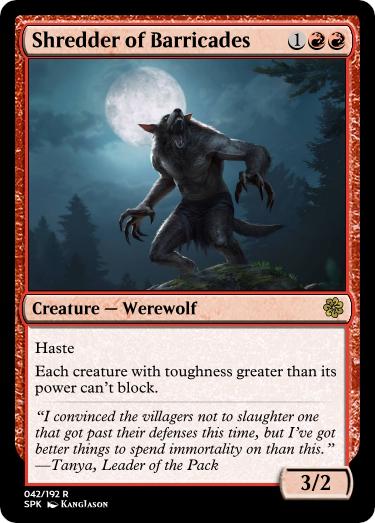 Shredder of Barricades 1
Creature — Werewolf
Haste
Each creature with toughness greater than its
power can't block.
“I convinced the villagers not to slaughter one
that got past their defenses this time, but I've got
better things to spend immortality on than this.”
—Tanya, Leader of the Pack
3/2
042/192 R
SPK KangJason